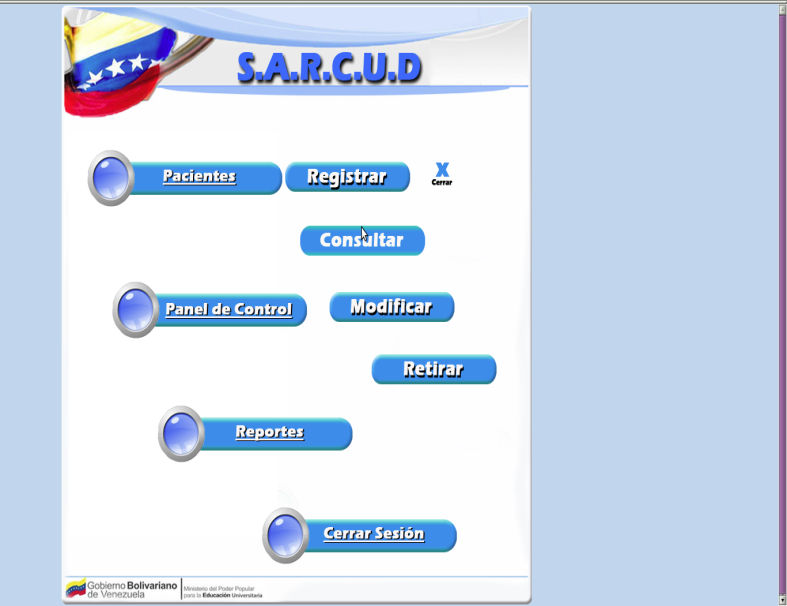 S.A.R.C.U.D
Pacientes
Registrar
X
Cerrar
Consultar
Panel de Control
Modificar
Retirar
Reportes
Cerrar Sesión
Gobierno Bolivariano
de Venezuela
Ministerio del Poder Popular
para la Educación Universitaria